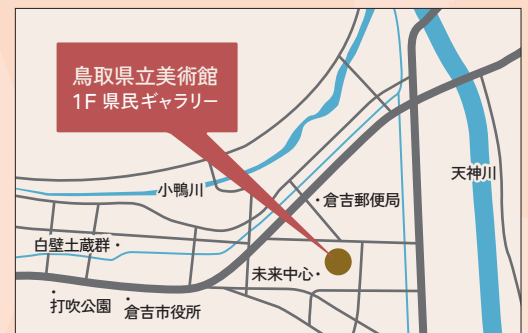 鳥取県立美術館
1F 県民ギャラリー
小鴨川
天神川
倉吉郵便局
白壁土蔵群
未来中心
打吹公園
倉吉市役所